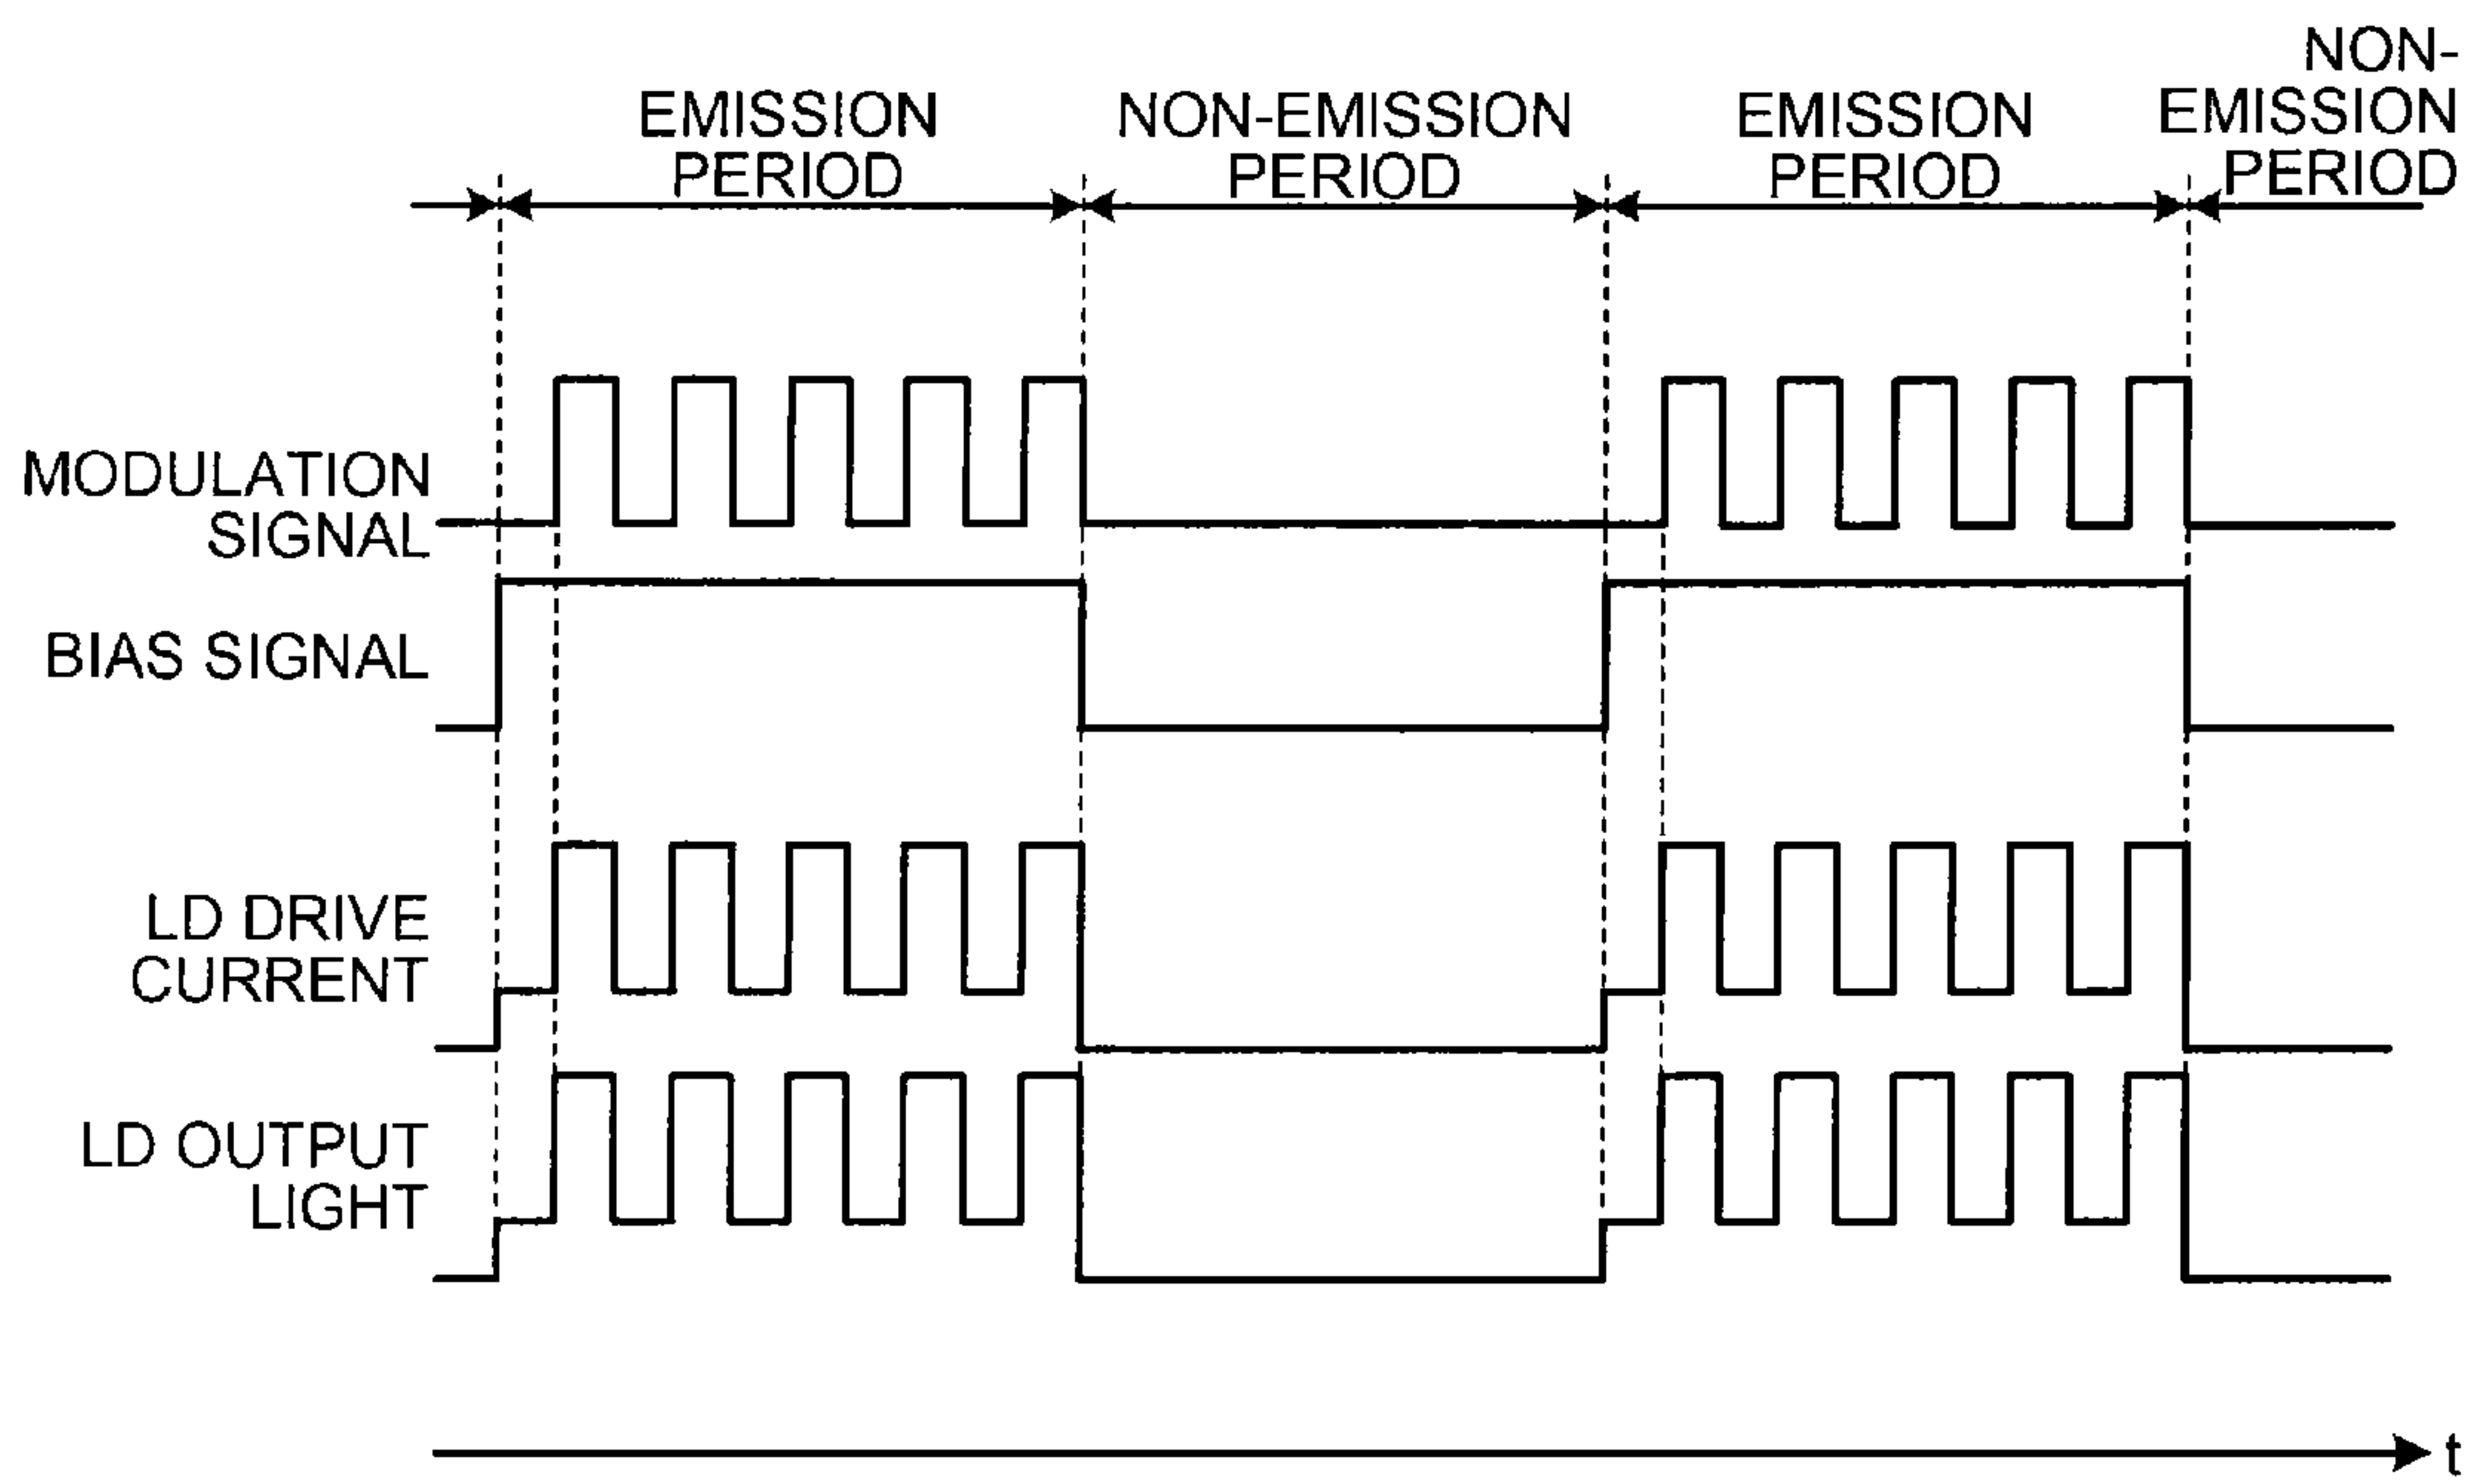 EMISSION
PERIOD
NON-EMISSION
PERIOD
EMISSION
PERIOD
NON-
EMISSION
PERIOD
MODULATION
SIGNAL
BIAS SIGNAL
LD DRIVE
CURRENT
LD OUTPUT
LIGHT
t